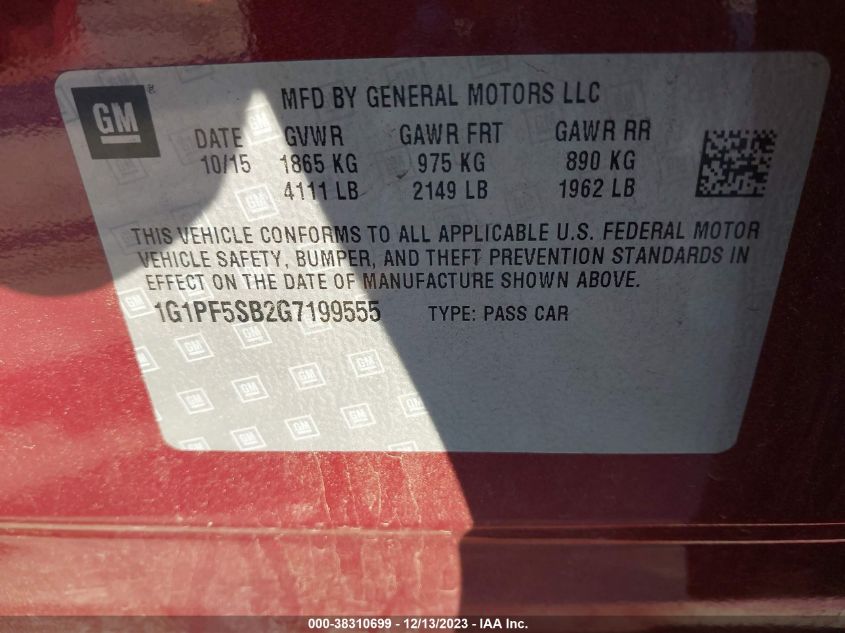 GM
MFD BY GENERAL MOTORS LLC
DATE GVWR GAWR FRT GAWR RR
10/15 1865 KG 975 KG 890 KG
4111 LB 2149 LB 1962 LB
THIS VEHICLE CONFORMS TO ALL APPLICABLE U.S. FEDERAL MOTOR
VEHICLE SAFETY, BUMPER, AND THEFT PREVENTION STANDARDS IN
EFFECT ON THE DATE OF MANUFACTURE SHOWN ABOVE.
1G1PF5SB2G7199555 TYPE: PASS CAR
000-38310699 - 12/13/2023 - IAA Inc.